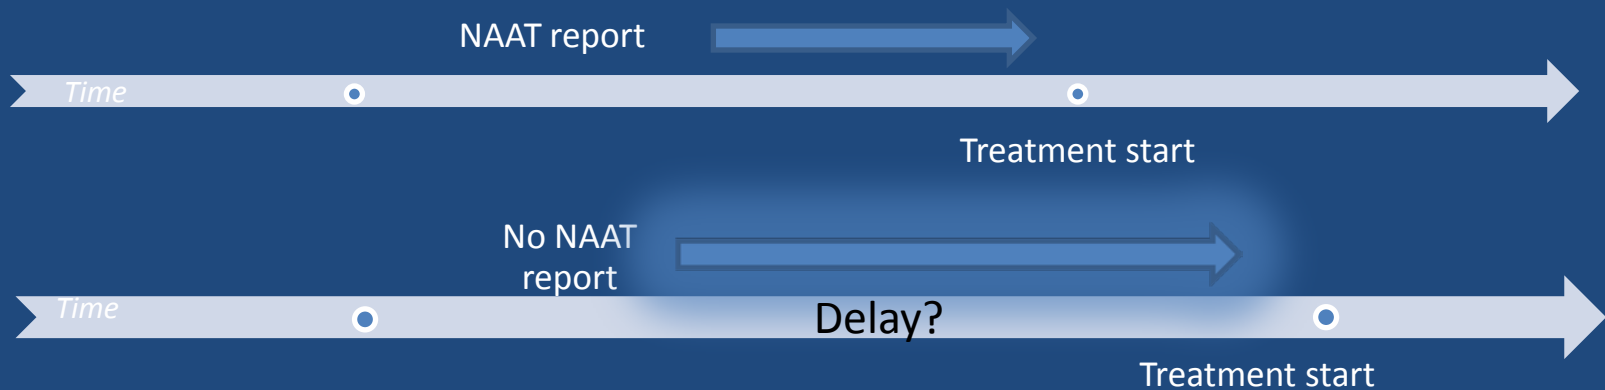 NAAT report
Time
Treatment start
No NAAT
report
Time
Delay?
Treatment start